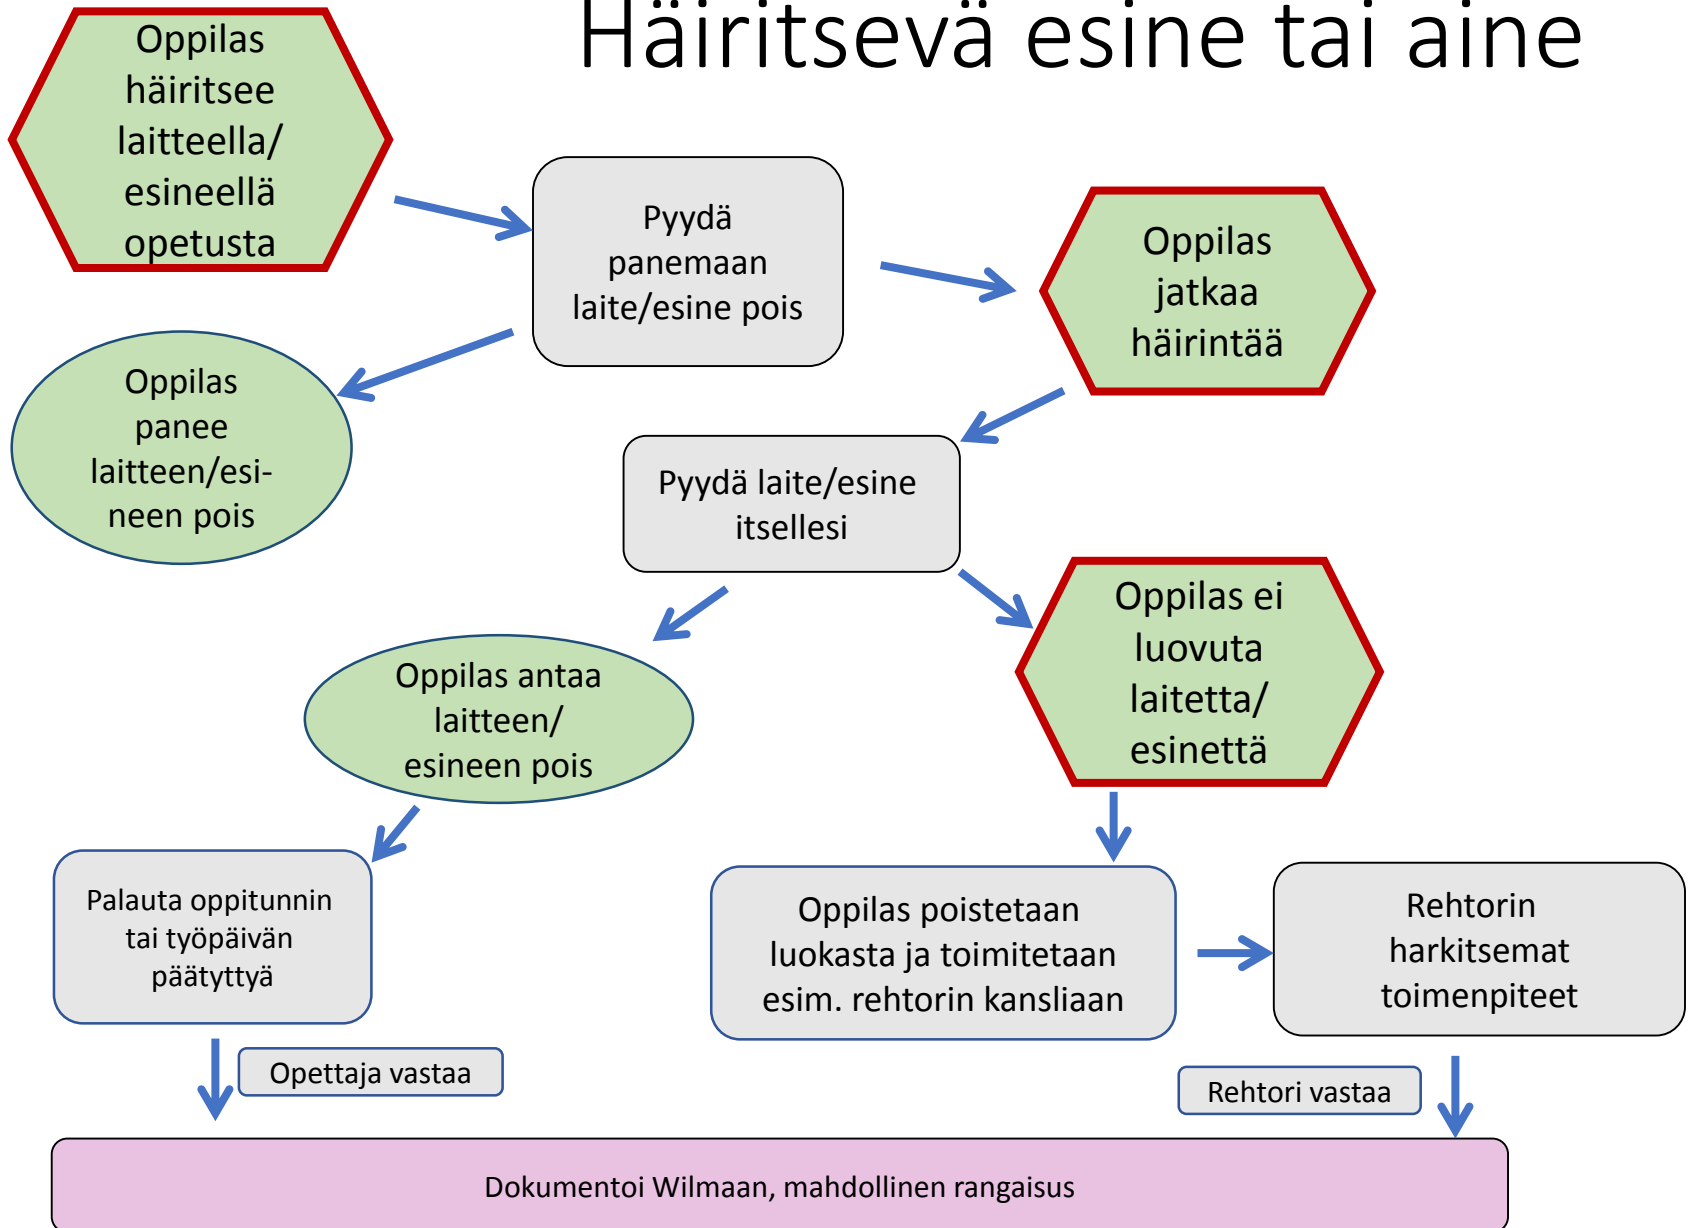 Häiritsevä esine tai aine
Oppilas
häiritsee
laitteella/
esineellä
opetusta
Pyydä
panemaan
laite/esine pois
Oppilas
jatkaa
häirintää
Oppilas
panee
laitteen/esi-
neen pois
Pyydä laite/esine
itsellesi
Oppilas ei
luovuta
laitetta/
esinettä
Oppilas antaa
laitteen/
esineen pois
Palauta oppitunnin
tai työpäivän
päätyttyä
Oppilas poistetaan
luokasta ja toimitetaan
esim. rehtorin kansliaan
Rehtorin
harkitsemat
toimenpiteet
Opettaja vastaa
Rehtori vastaa
Dokumentoi Wilmaan, mahdollinen rangaisus